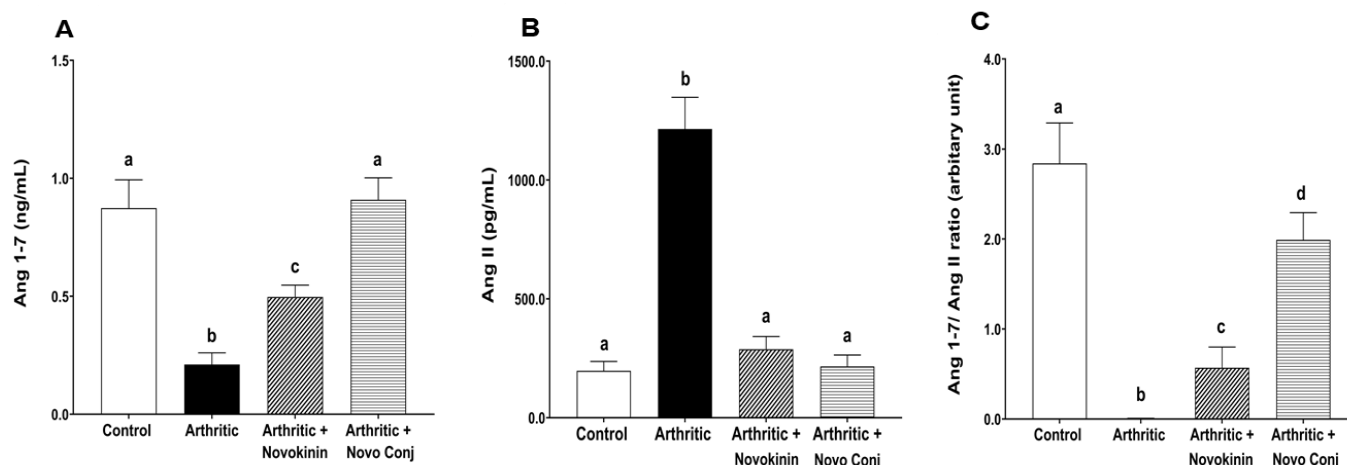 A
Ang 1-7 (ng/mL)
1.5
1.0
0.5
0.0
a
b
c
a
Control
Arthritic
Arthritic +
Novokinin
Arthritic +
Novo Conj
B
Ang II (pg/mL)
1500.0
1000.0
500.0
0.0
a
b
a
a
Control
Arthritic
Arthritic +
Novokinin
Arthritic +
Novo Conj
C
Ang 1-7/ Ang II ratio (arbitary unit)
4.0
3.0
2.0
1.0
0.0
a
b
c
d
Control
Arthritic
Arthritic +
Novokinin
Arthritic +
Novo Conj